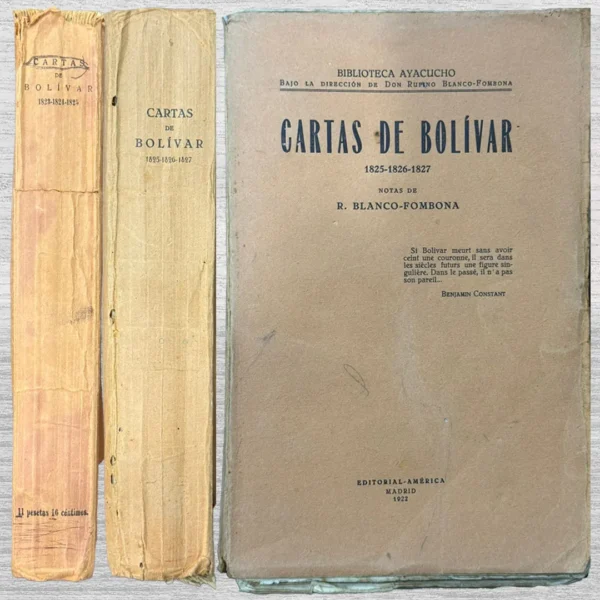 CARTAS
DE
BOLÍVAR
1823-1824-1825
11 pesetas 16 céntimos.
CARTAS
DE
BOLÍVAR
1825-1826-1827
BIBLIOTECA AYACUCHO
BAJO LA DIRECCIÓN DE DON RUFINO BLANCO-FOMBONA
CARTAS DE BOLÍVAR
1825-1826-1827
NOTAS DE
R. BLANCO-FOMBONA
Si Bolivar meurt sans avoir
ceint une couronne, il sera dans
les siècles futurs une figure sin-
gulière. Dans le passé, il n'a pas
son pareil...
BENJAMIN CONSTANT
EDITORIAL-AMÉRICA
MADRID
1922